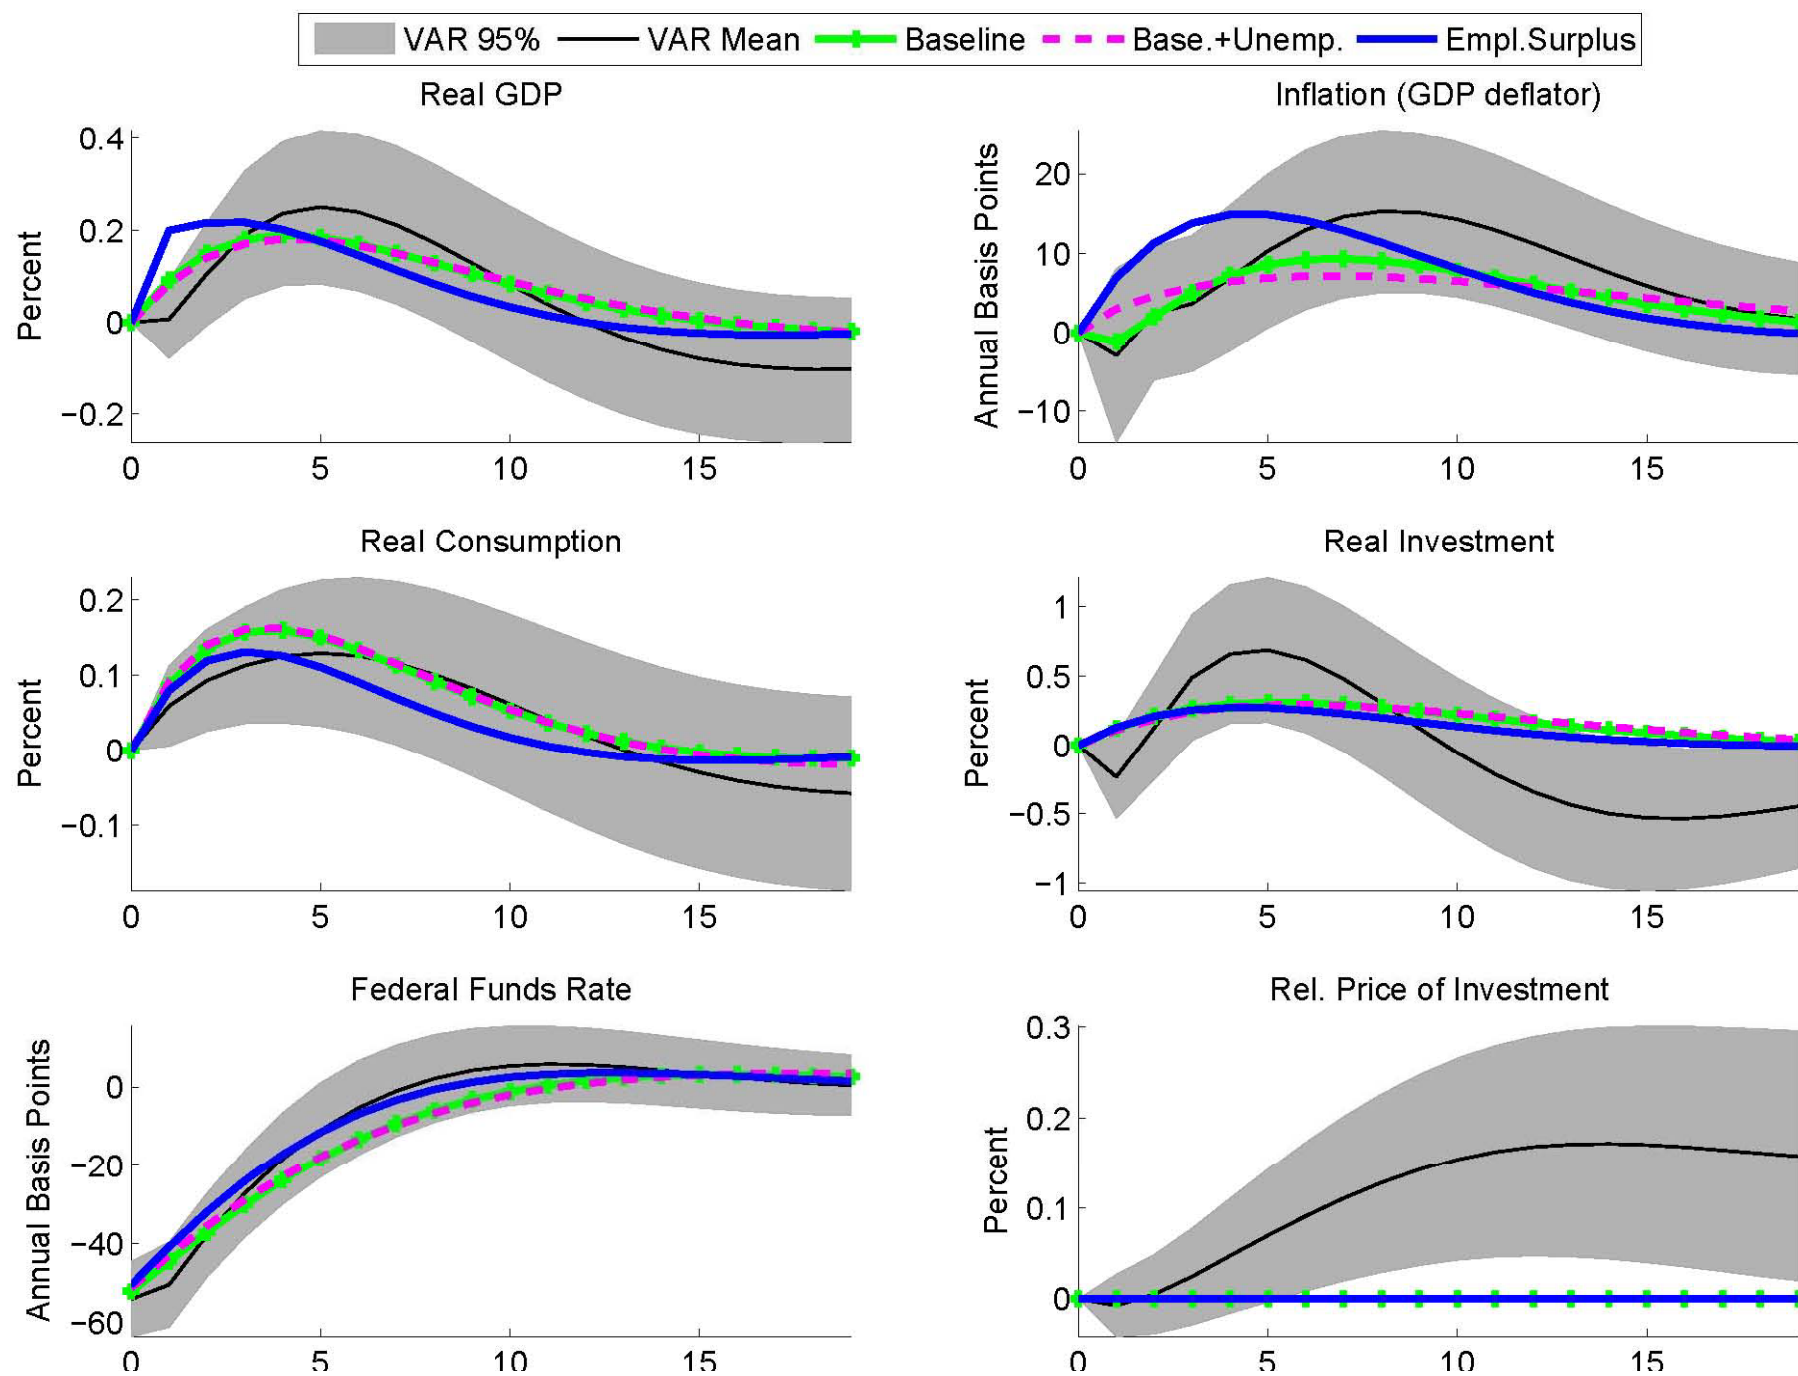 VAR 95% VAR Mean Baseline Base.+Unemp. Empl.Surplus
Real GDP
Percent
0.4
0.2
0
−0.2
0 5 10 15
Inflation (GDP deflator)
Annual Basis Points
20
10
0
−10
0 5 10 15
Real Consumption
Percent
0.2
0.1
0
−0.1
0 5 10 15
Real Investment
Percent
1
0.5
0
−0.5
−1
0 5 10 15
Federal Funds Rate
Annual Basis Points
0
−20
−40
−60
0 5 10 15
Rel. Price of Investment
Percent
0.3
0.2
0.1
0
0 5 10 15